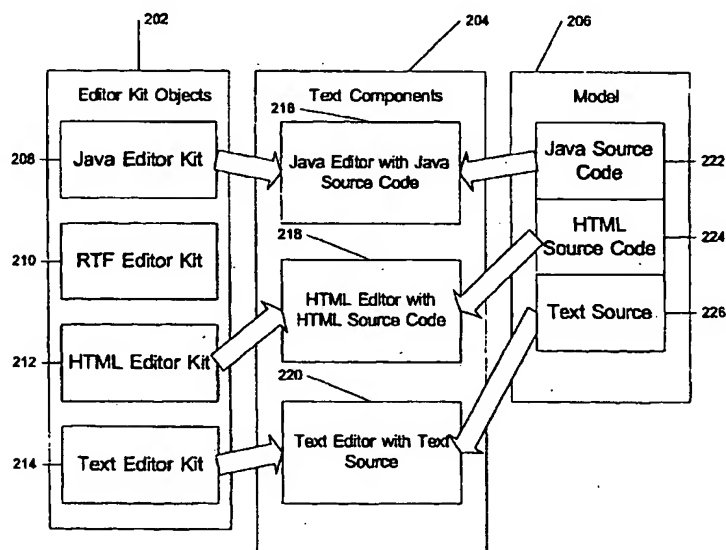 202
204
206
Editor Kit Objects
Text Components
Model
208
Java Editor Kit
210
RTF Editor Kit
212
HTML Editor Kit
214
Text Editor Kit
218
Java Editor with Java
Source Code
218
HTML Editor with
HTML Source Code
220
Text Editor with Text
Source
Java Source
Code
222
HTML
Source Code
224
Text Source
226